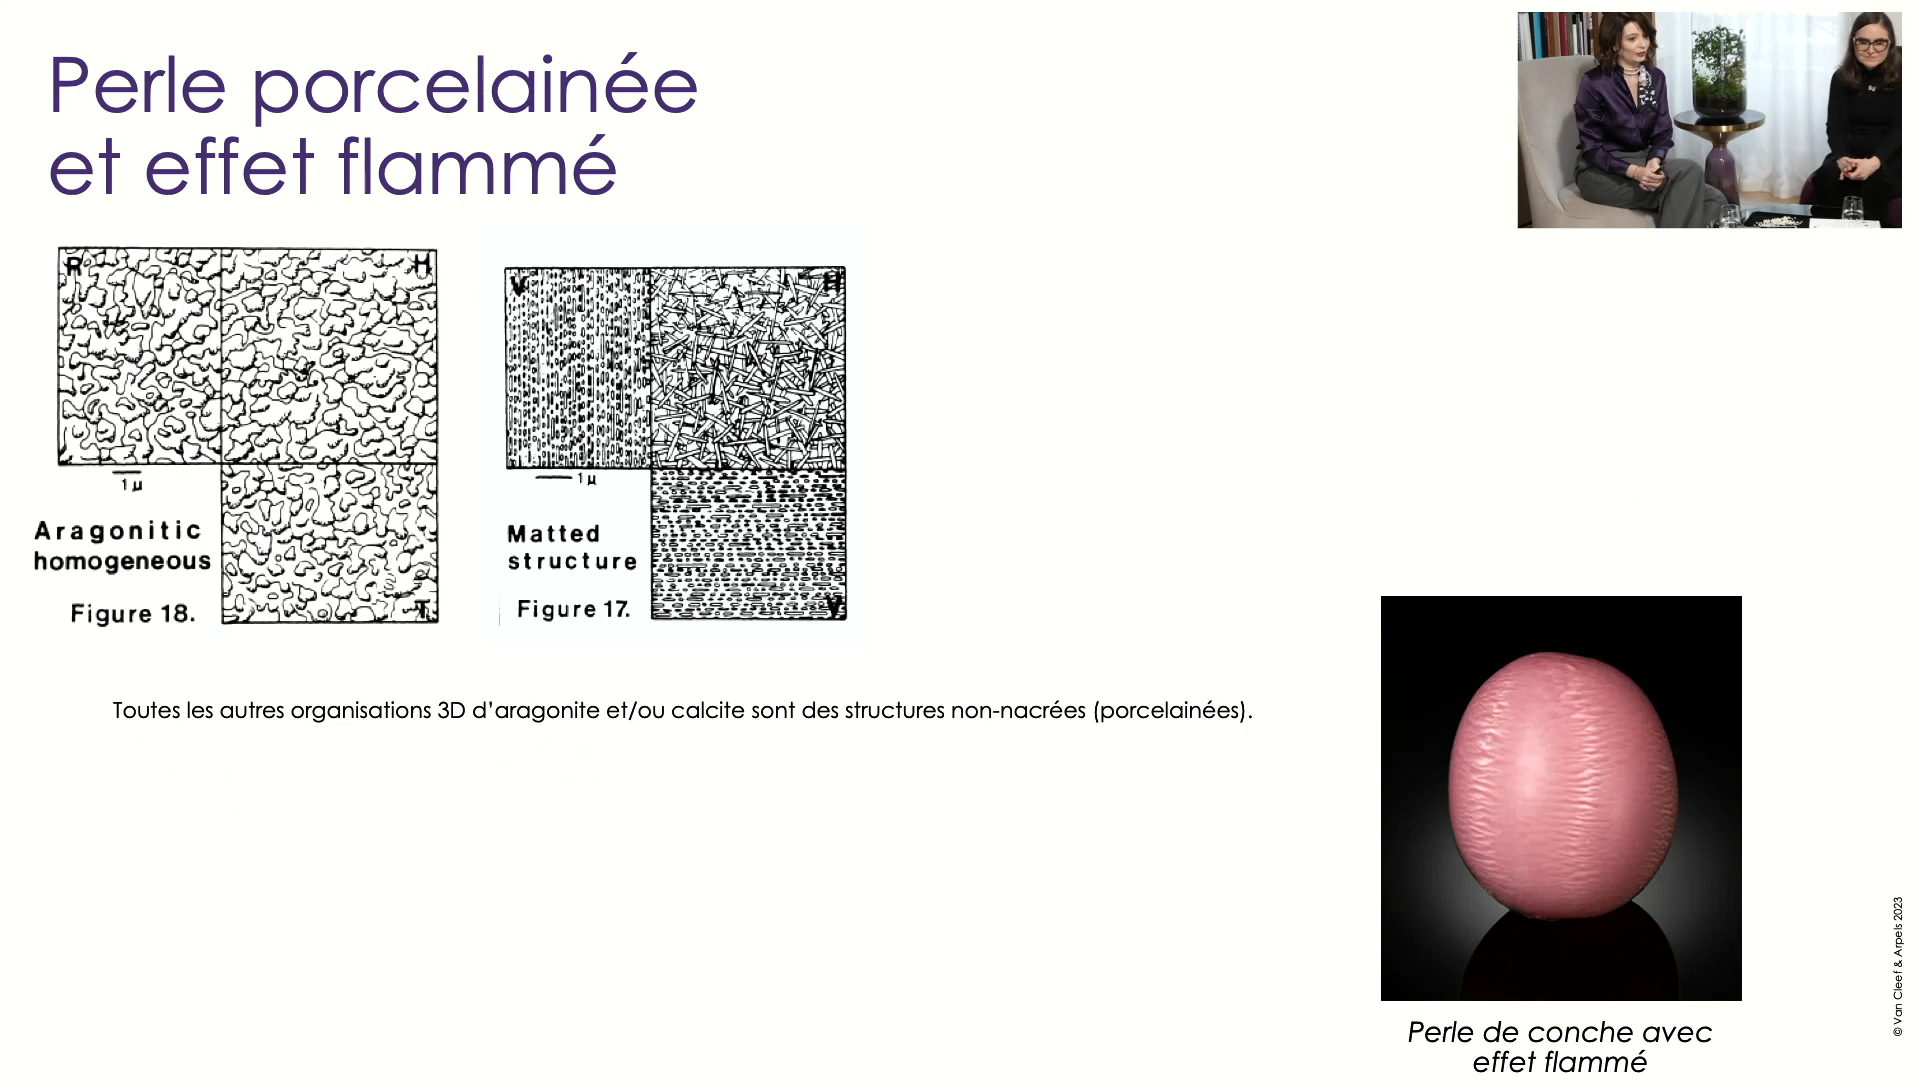 Perle porcelainée
et effet flammé
R
H
1μ
Aragonitic
homogeneous
Figure 18.
T
V
H
1μ
Matted
structure
Figure 17.
V
Toutes les autres organisations 3D d’aragonite et/ou calcite sont des structures non-nacrées (porcelainées).
Perle de conche avec
effet flammé
© Van Cleef & Arpels 2023